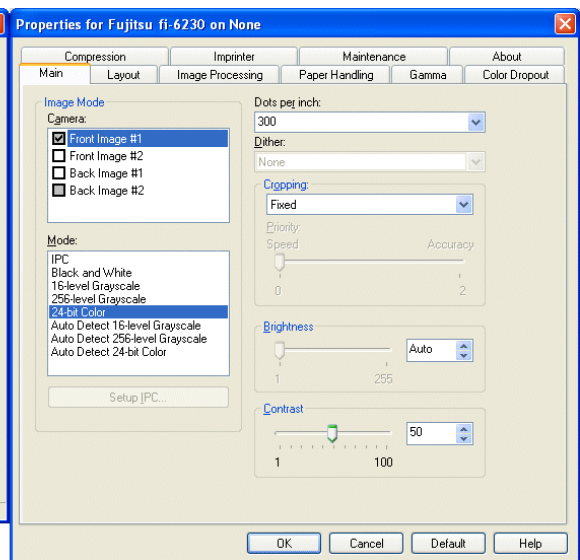 Properties for Fujitsu fi-6230 on None
Compression Imprinter Maintenance About
Main Layout Image Processing Paper Handling Gamma Color Dropout
Image Mode
Camera:
Front Image #1
Front Image #2
Back Image #1
Back Image #2
Mode:
IPC
Black and White
16-level Grayscale
256-level Grayscale
24-bit Color
Auto Detect 16-level Grayscale
Auto Detect 256-level Grayscale
Auto Detect 24-bit Color
Setup IPC...
Dots per inch:
300
Dither:
None
Cropping:
Fixed
Priority:
Speed Accuracy
0 2
Brightness
Auto
1 255
Contrast
50
1 100
OK Cancel Default Help